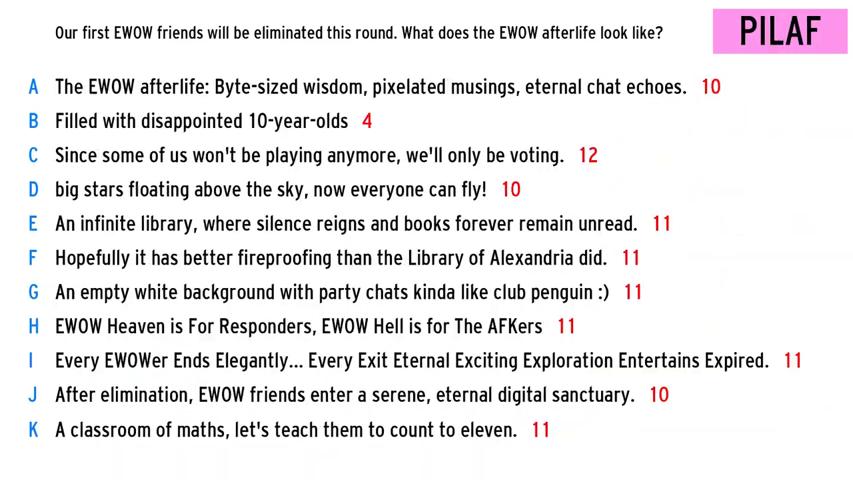 Our first EWOW friends will be eliminated this round. What does the EWOW afterlife look like?
PILAF
A The EWOW afterlife: Byte-sized wisdom, pixelated musings, eternal chat echoes. 10
B Filled with disappointed 10-year-olds 4
C Since some of us won't be playing anymore, we'll only be voting. 12
D big stars floating above the sky, now everyone can fly! 10
E An infinite library, where silence reigns and books forever remain unread. 11
F Hopefully it has better fireproofing than the Library of Alexandria did. 11
G An empty white background with party chats kinda like club penguin :) 11
H EWOW Heaven is For Responders, EWOW Hell is for The AFKers 11
I Every EWOWer Ends Elegantly... Every Exit Eternal Exciting Exploration Entertains Expired. 11
J After elimination, EWOW friends enter a serene, eternal digital sanctuary. 10
K A classroom of maths, let's teach them to count to eleven. 11